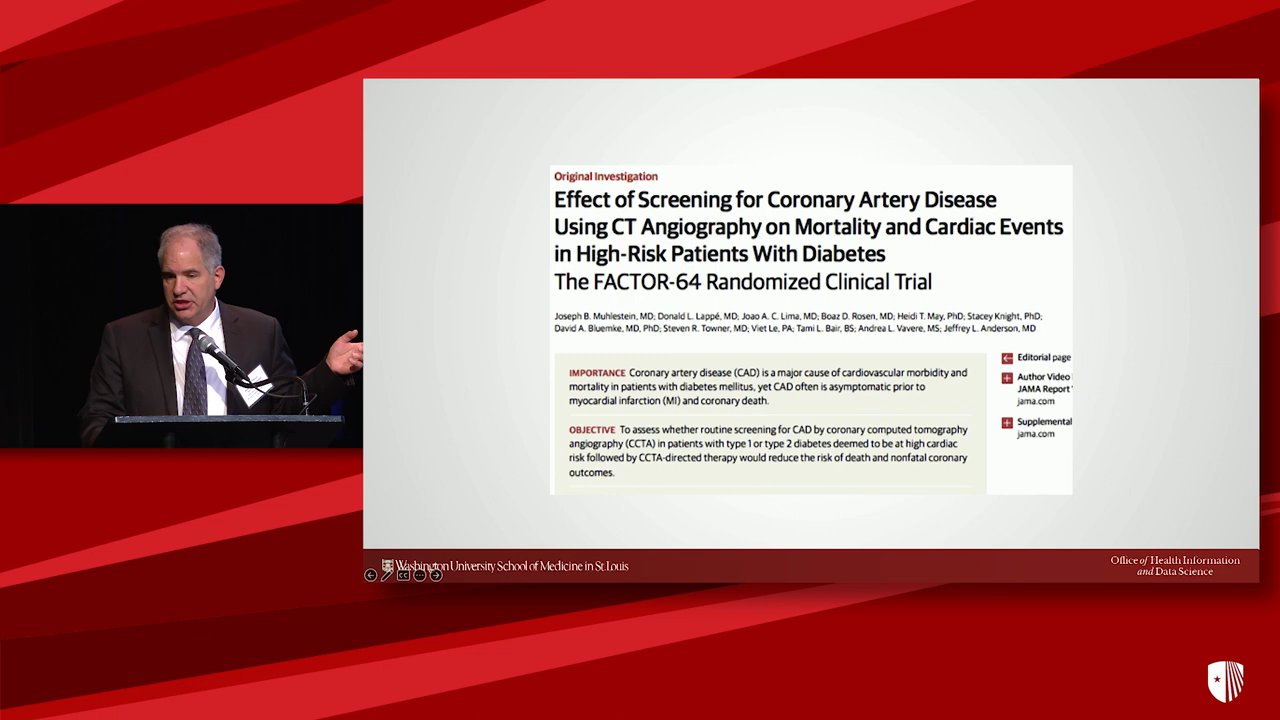 Original Investigation
Effect of Screening for Coronary Artery Disease
Using CT Angiography on Mortality and Cardiac Events
in High-Risk Patients With Diabetes
The FACTOR-64 Randomized Clinical Trial
Joseph B. Muhlestein, MD; Donald L. Lappé, MD; Joao A. C. Lima, MD; Boaz D. Rosen, MD; Heidi T. May, PhD; Stacey Knight, PhD;
David A. Bluemke, MD, PhD; Steven R. Towner, MD; Viet Le, PA; Tami L. Bair, BS; Andrea L. Vavere, MS; Jeffrey L. Anderson, MD
IMPORTANCE Coronary artery disease (CAD) is a major cause of cardiovascular morbidity and
mortality in patients with diabetes mellitus, yet CAD often is asymptomatic prior to
myocardial infarction (MI) and coronary death.
OBJECTIVE To assess whether routine screening for CAD by coronary computed tomography
angiography (CCTA) in patients with type 1 or type 2 diabetes deemed to be at high cardiac
risk followed by CCTA-directed therapy would reduce the risk of death and nonfatal coronary
outcomes.
Editorial page
Author Video
JAMA Report
jama.com
Supplemental
jama.com
Washington University School of Medicine in St. Louis
CC
Office of Health Information
and Data Science